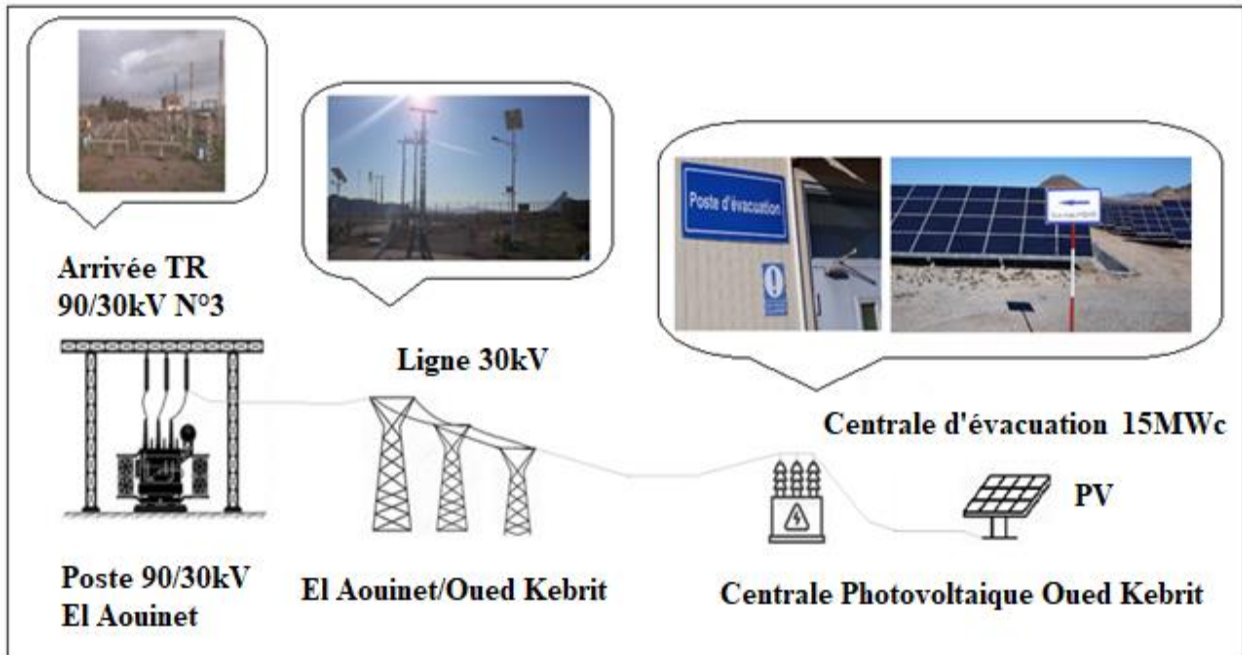 Poste d'évacuation
Arrivée TR
90/30kV N°3
Ligne 30kV
Centrale d'évacuation 15MWc
PV
Poste 90/30kV
El Aouinet
El Aouinet/Oued Kebrit
Centrale Photovoltaique Oued Kebrit